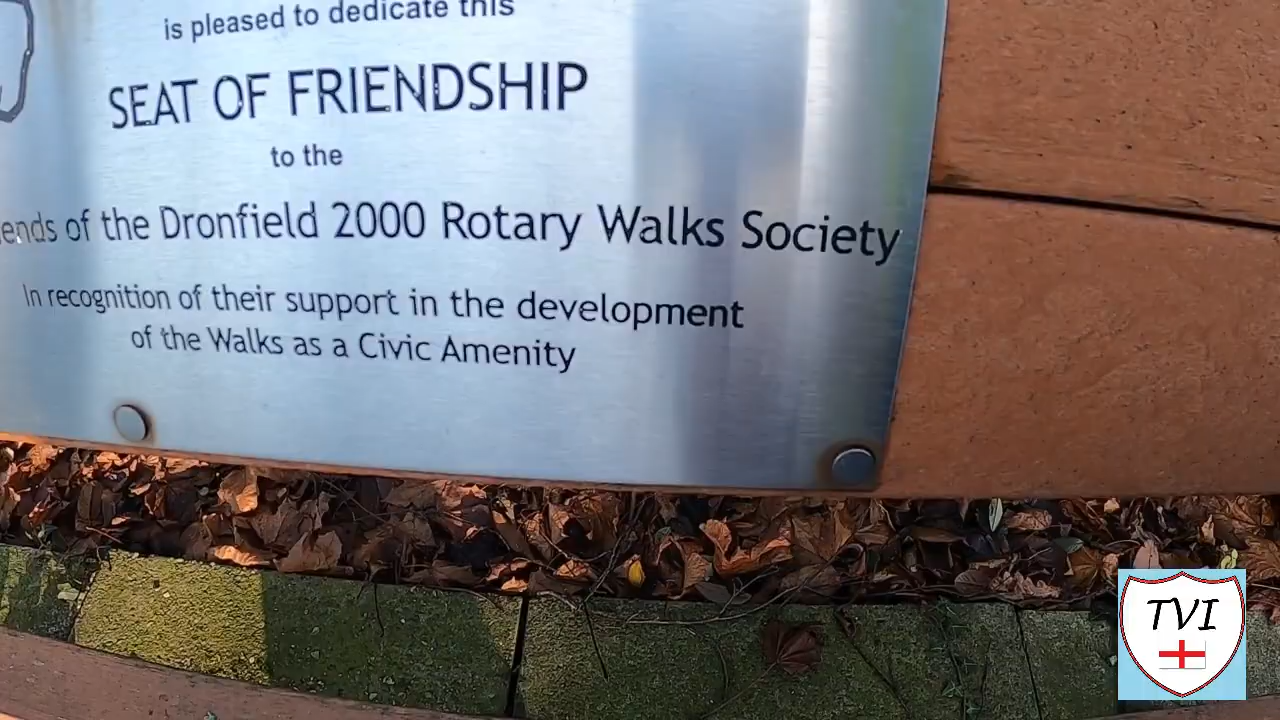 is pleased to dedicate this
SEAT OF FRIENDSHIP
to the
ends of the Dronfield 2000 Rotary Walks Society
In recognition of their support in the development
of the Walks as a Civic Amenity
TVI